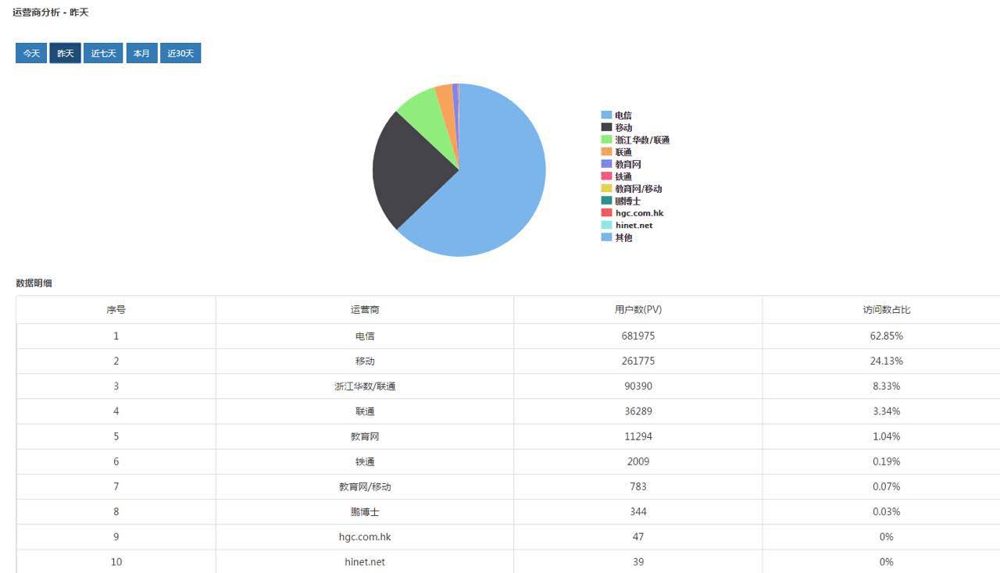 运营商分析 - 昨天
今天 昨天 近七天 本月 近30天
电信
移动
浙江华数/联通
联通
教育网
铁通
教育网/移动
鹏博士
hgc.com.hk
hinet.net
其他
数据明细
序号 运营商 用户数(PV) 访问数占比
1 电信 681975 62.85%
2 移动 261775 24.13%
3 浙江华数/联通 90390 8.33%
4 联通 36289 3.34%
5 教育网 11294 1.04%
6 铁通 2009 0.19%
7 教育网/移动 783 0.07%
8 鹏博士 344 0.03%
9 hgc.com.hk 47 0%
10 hinet.net 39 0%